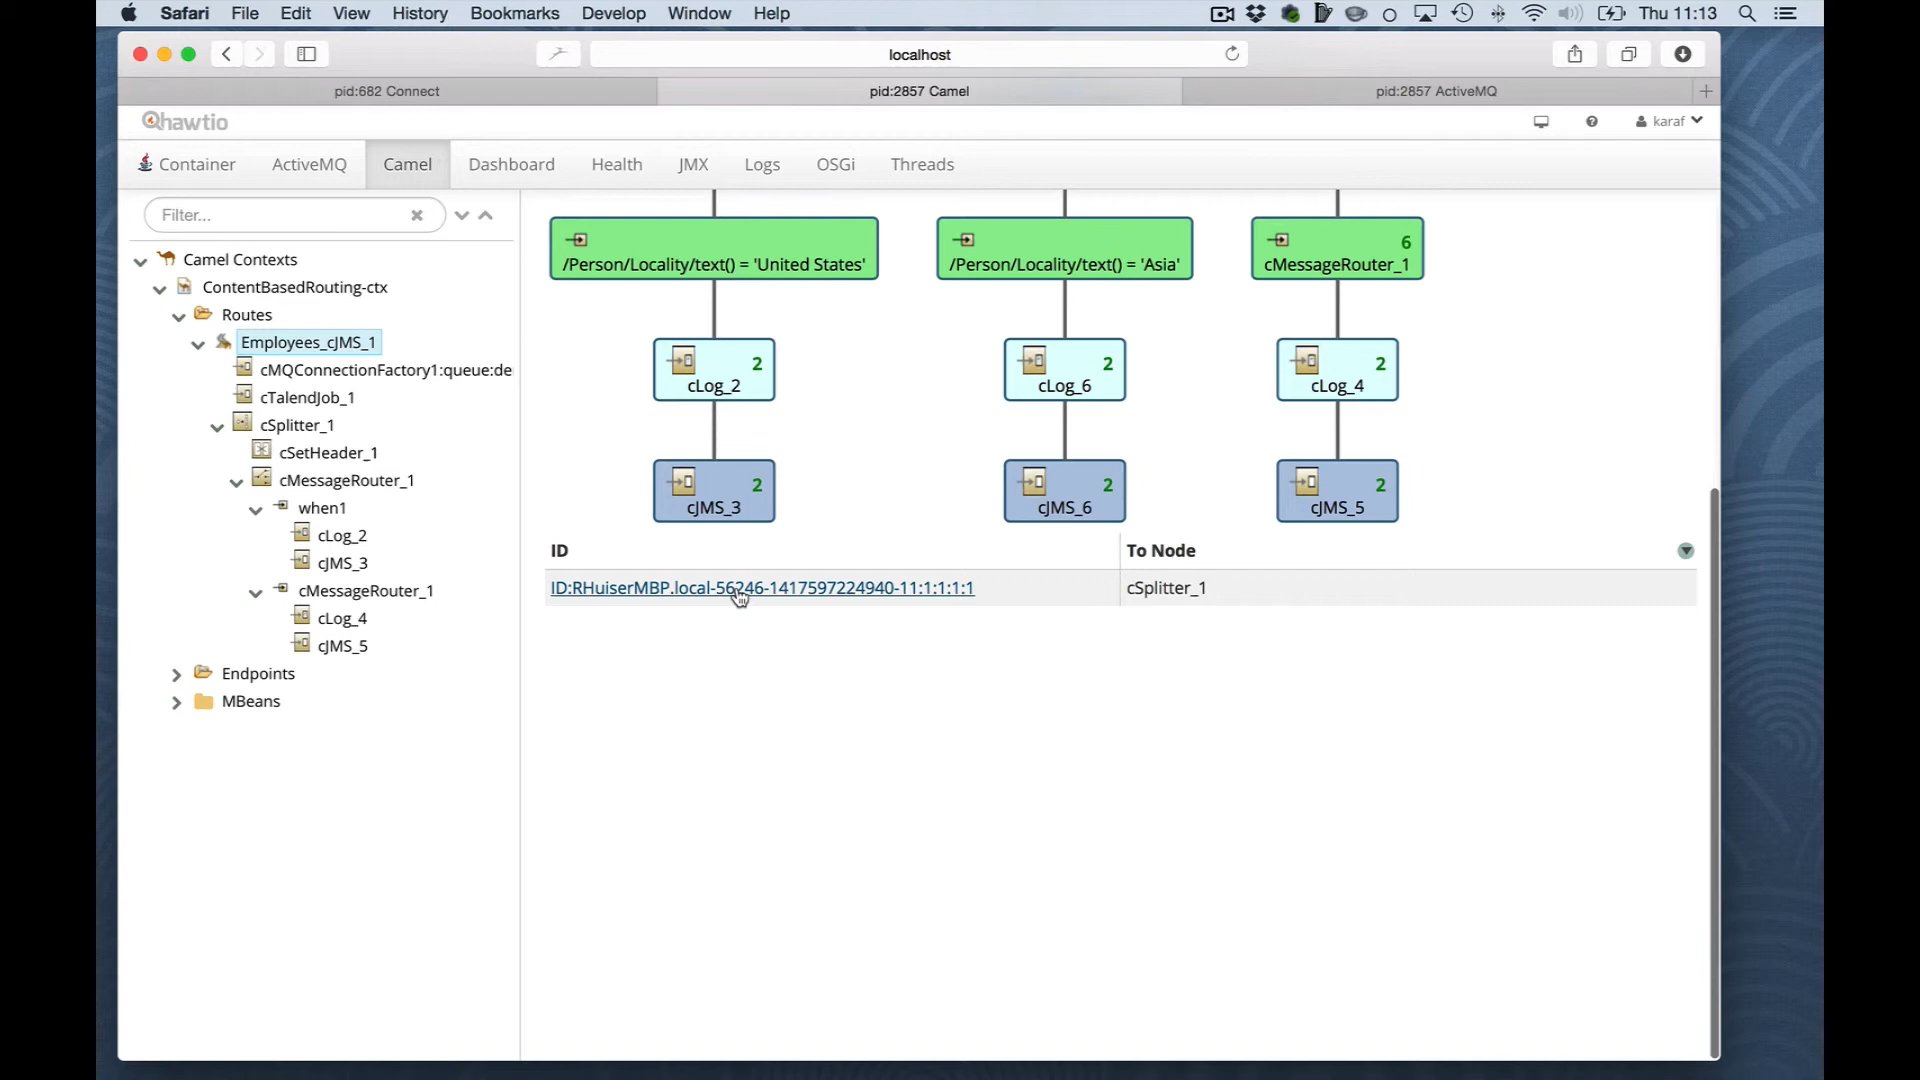 Safari File Edit View History Bookmarks Develop Window Help Thu 11:13
localhost
pid:682 Connect pid:2857 Camel pid:2857 ActiveMQ
hawtio karaf
Container ActiveMQ Camel Dashboard Health JMX Logs OSGi Threads
Filter...
Camel Contexts
ContentBasedRouting-ctx
Routes
Employees_cJMS_1
cMQConnectionFactory1:queue:de
cTalendJob_1
cSplitter_1
cSetHeader_1
cMessageRouter_1
when1
cLog_2
cJMS_3
cMessageRouter_1
cLog_4
cJMS_5
Endpoints
MBeans
/Person/Locality/text() = 'United States'
/Person/Locality/text() = 'Asia'
6
cMessageRouter_1
2
cLog_2
2
cLog_6
2
cLog_4
2
cJMS_3
2
cJMS_6
2
cJMS_5
ID To Node
ID:RHuiserMBP.local-56246-1417597224940-11:1:1:1:1 cSplitter_1